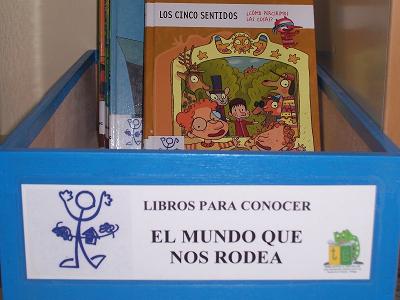 LOS CINCO SENTIDOS
¿CÓMO PERCIBIMOS
LAS COSAS?
LIBROS PARA CONOCER
EL MUNDO QUE
NOS RODEA